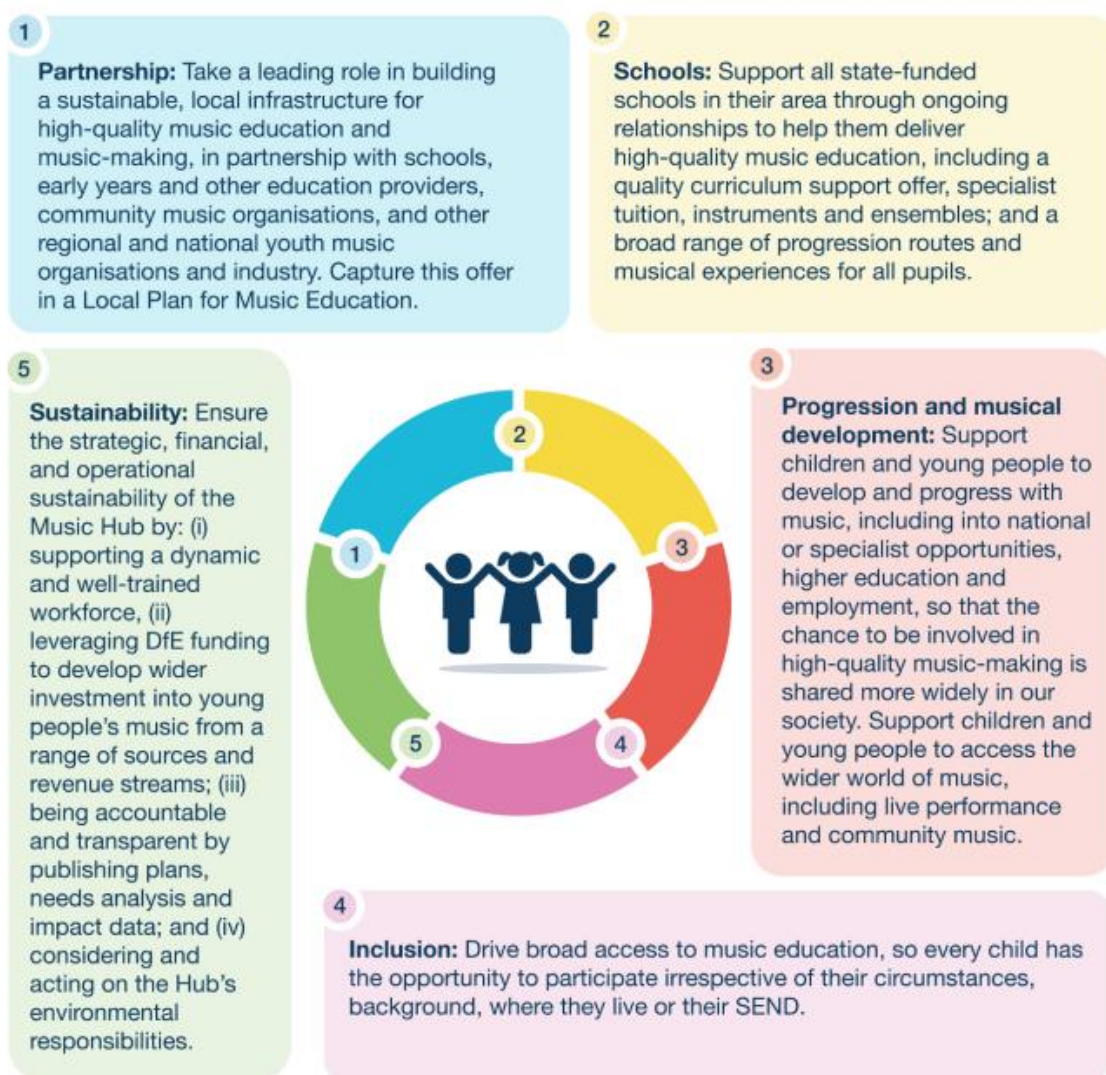 1
Partnership: Take a leading role in building
a sustainable, local infrastructure for
high-quality music education and
music-making, in partnership with schools,
early years and other education providers,
community music organisations, and other
regional and national youth music
organisations and industry. Capture this offer
in a Local Plan for Music Education.
2
Schools: Support all state-funded
schools in their area through ongoing
relationships to help them deliver
high-quality music education, including a
quality curriculum support offer, specialist
tuition, instruments and ensembles; and a
broad range of progression routes and
musical experiences for all pupils.
3
Progression and musical
development: Support
children and young people to
develop and progress with
music, including into national
or specialist opportunities,
higher education and
employment, so that the
chance to be involved in
high-quality music-making is
shared more widely in our
society. Support children and
young people to access the
wider world of music,
including live performance
and community music.
4
Inclusion: Drive broad access to music education, so every child has
the opportunity to participate irrespective of their circumstances,
background, where they live or their SEND.
5
Sustainability: Ensure
the strategic, financial,
and operational
sustainability of the
Music Hub by: (i)
supporting a dynamic
and well-trained
workforce, (ii)
leveraging DfE funding
to develop wider
investment into young
people's music from a
range of sources and
revenue streams; (iii)
being accountable
and transparent by
publishing plans,
needs analysis and
impact data; and (iv)
considering and
acting on the Hub's
environmental
responsibilities.
1
2
3
4
5